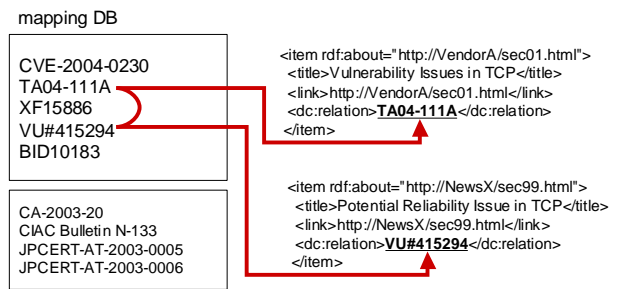 mapping DB
CVE-2004-0230
TA04-111A
XF15886
VU#415294
BID10183
CA-2003-20
CIAC Bulletin N-133
JPCERT-AT-2003-0005
JPCERT-AT-2003-0006
<item rdf:about="http://VendorA/sec01.html">
<title>Vulnerability Issues in TCP</title>
<link>http://VendorA/sec01.html</link>
<dc:relation>TA04-111A</dc:relation>
</item>
<item rdf:about="http://NewsX/sec99.html">
<title>Potential Reliability Issue in TCP</title>
<link>http://NewsX/sec99.html</link>
<dc:relation>VU#415294</dc:relation>
</item>